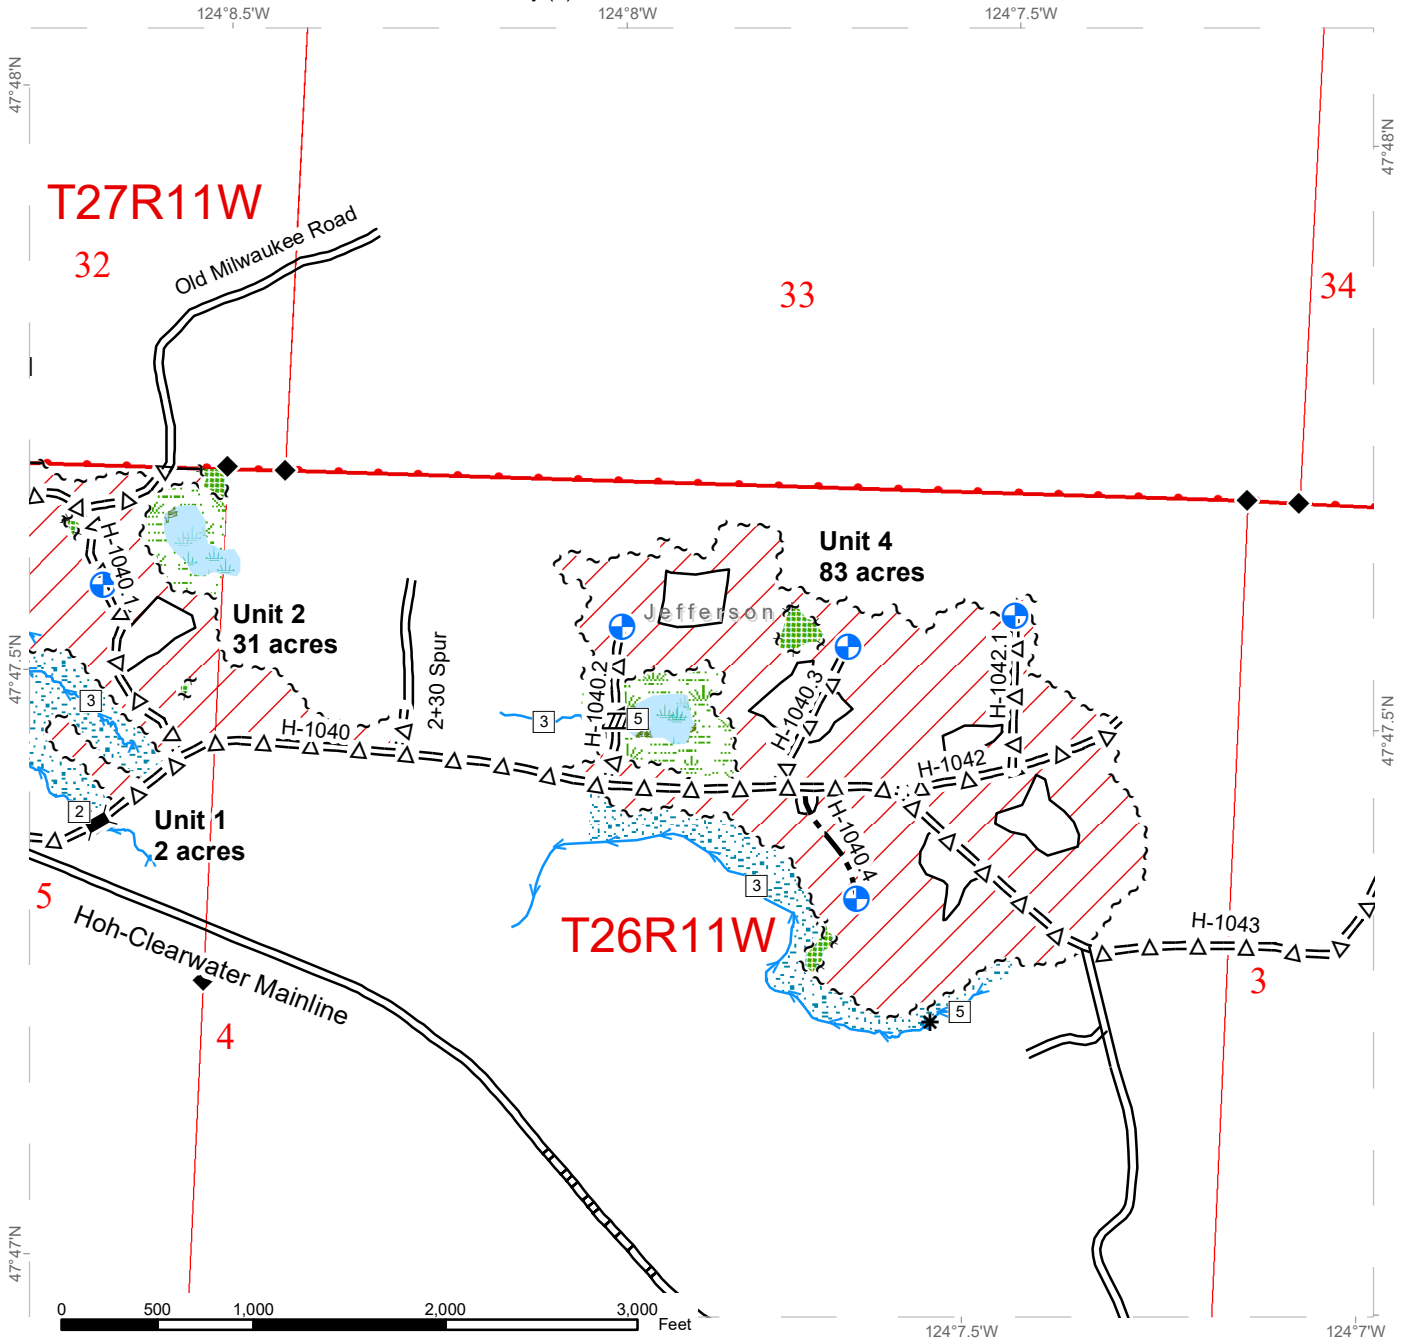 124°8.5'W
124°8'W
124°7.5'W
47°48'N
47°48'N
T27R11W
32
33
34
Old Milwaukee Road
Unit 4
83 acres
Jefferson
H-1040.1
Unit 2
31 acres
47°47.5'N
47°47.5'N
2+30 Spur
H-1040.2
H-1040.3
H-1042.1
3
3
5
H-1040
H-1042
2
Unit 1
2 acres
H-1040.4
5
3
T26R11W
H-1043
3
Hoh-Clearwater Mainline
4
5
47°47'N
0
500
1,000
2,000
3,000
Feet
124°7.5'W
124°7'W